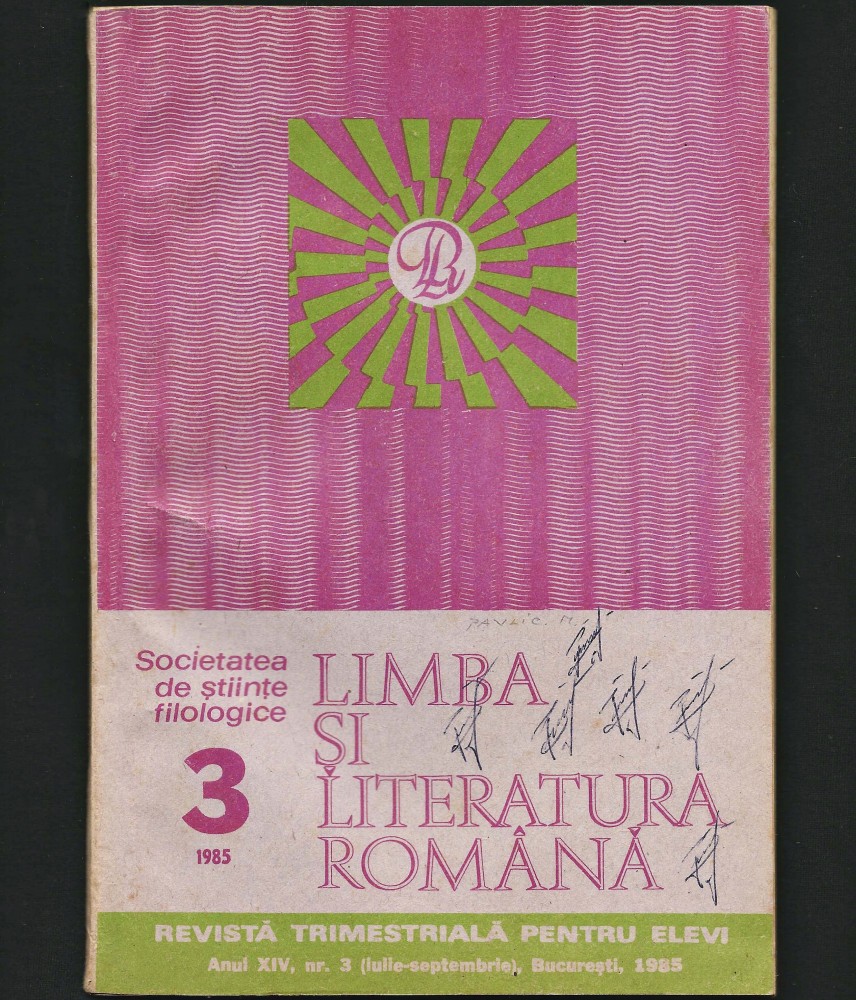 PAVLIC. M.
Societatea
de științe
filologice
3
1985
LIMBA
ȘI
LITERATURA
ROMÂNĂ
REVISTĂ TRIMESTRIALĂ PENTRU ELEVI
Anul XIV, nr. 3 (iulie-septembrie), București, 1985